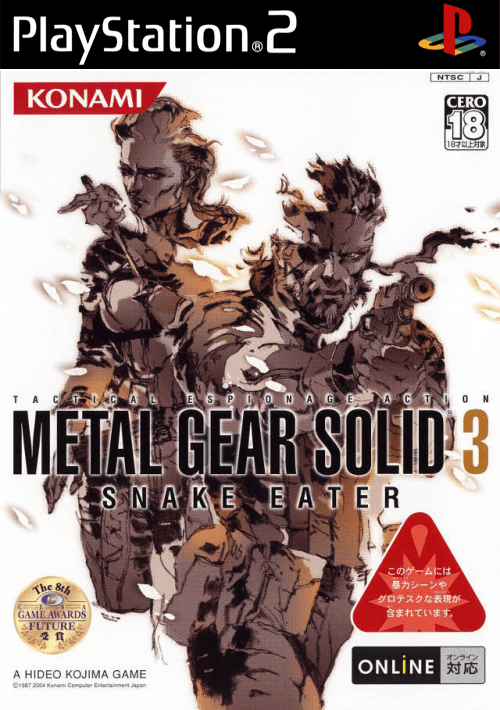 PlayStation®2
®
NTSC J
KONAMI
CERO
18
18才以上対象
TACTICAL ESPIONAGE ACTION
METAL GEAR SOLID® 3
SNAKE EATER
このゲームには
暴力シーンや
グロテスクな表現が
含まれています。
The 8th
CESA
GAME AWARDS
FUTURE
受賞
A HIDEO KOJIMA GAME
©1987 2004 Konami Computer Entertainment Japan
ONLiNE オンライン
対応